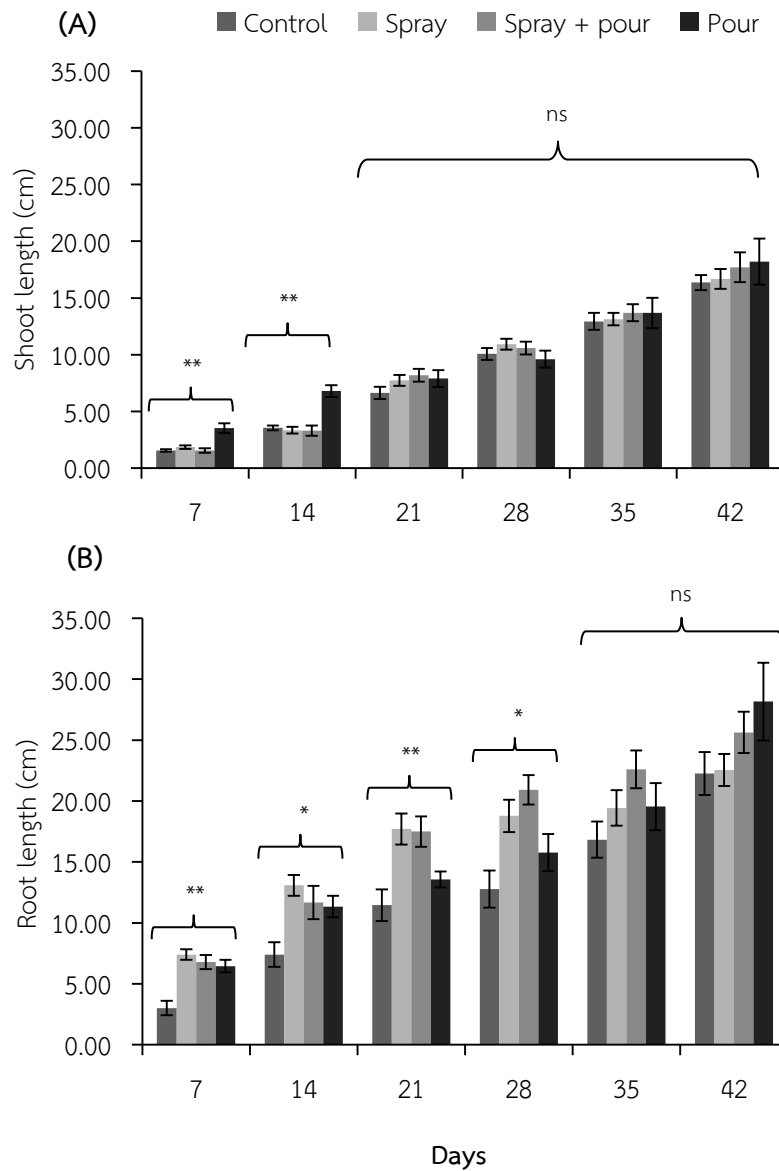 (A)
Control Spray Spray + pour Pour
Shoot length (cm)
35.00
30.00
25.00
20.00
15.00
10.00
5.00
0.00
**
**
ns
7 14 21 28 35 42
(B)
Root length (cm)
35.00
30.00
25.00
20.00
15.00
10.00
5.00
0.00
**
*
**
*
ns
7 14 21 28 35 42
Days